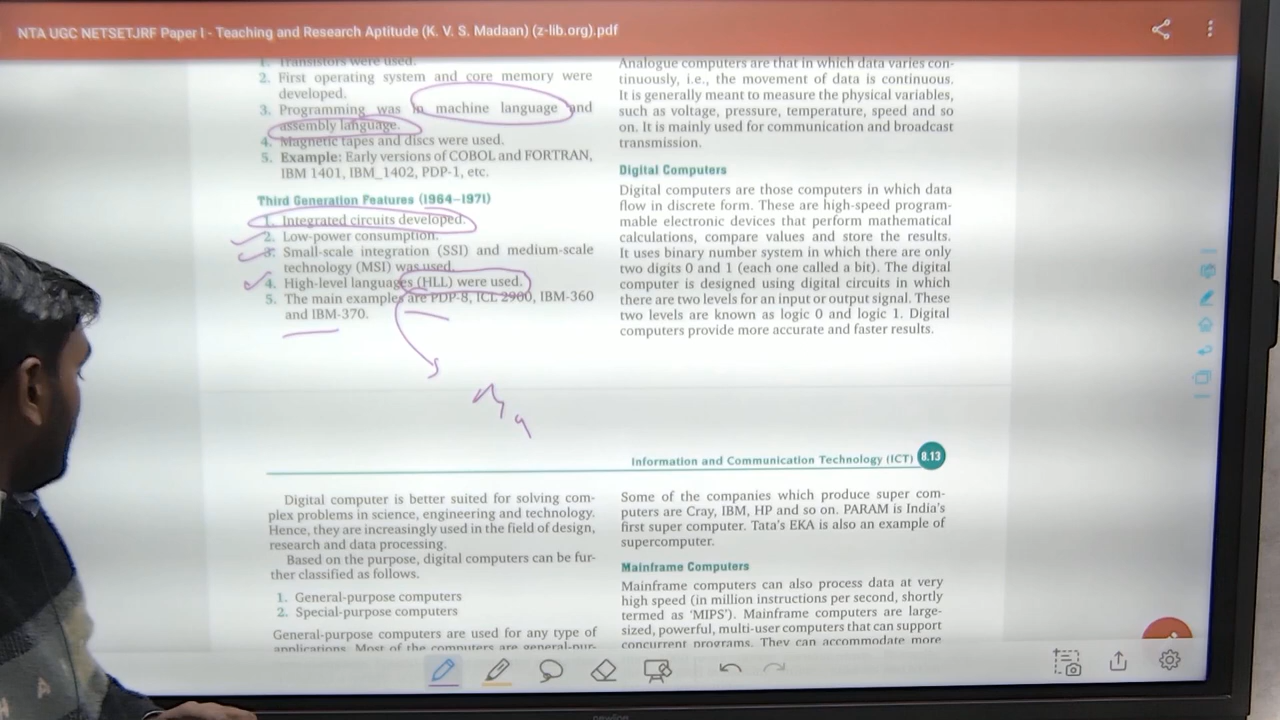 NTA UGC NETSETJRF Paper I - Teaching and Research Aptitude (K. V. S. Madaan) (z-lib.org).pdf
1. Transistors were used.
2. First operating system and core memory were
developed.
3. Programming was in machine language and
assembly language.
4. Magnetic tapes and discs were used.
5. Example: Early versions of COBOL and FORTRAN,
IBM 1401, IBM_1402, PDP-1, etc.
Third Generation Features (1964–1971)
1. Integrated circuits developed.
2. Low-power consumption.
3. Small-scale integration (SSI) and medium-scale
technology (MSI) was used.
4. High-level languages (HLL) were used.
5. The main examples are PDP-8, ICL 2900, IBM-360
and IBM-370.
Analogue computers are that in which data varies con-
tinuously, i.e., the movement of data is continuous.
It is generally meant to measure the physical variables,
such as voltage, pressure, temperature, speed and so
on. It is mainly used for communication and broadcast
transmission.
Digital Computers
Digital computers are those computers in which data
flow in discrete form. These are high-speed program-
mable electronic devices that perform mathematical
calculations, compare values and store the results.
It uses binary number system in which there are only
two digits 0 and 1 (each one called a bit). The digital
computer is designed using digital circuits in which
there are two levels for an input or output signal. These
two levels are known as logic 0 and logic 1. Digital
computers provide more accurate and faster results.
Information and Communication Technology (ICT) 8.13
Digital computer is better suited for solving com-
plex problems in science, engineering and technology.
Hence, they are increasingly used in the field of design,
research and data processing.
Based on the purpose, digital computers can be fur-
ther classified as follows.
1. General-purpose computers
2. Special-purpose computers
General-purpose computers are used for any type of
applications. Most of the computers are general-pur-
Some of the companies which produce super com-
puters are Cray, IBM, HP and so on. PARAM is India's
first super computer. Tata's EKA is also an example of
supercomputer.
Mainframe Computers
Mainframe computers can also process data at very
high speed (in million instructions per second, shortly
termed as 'MIPS'). Mainframe computers are large-
sized, powerful, multi-user computers that can support
concurrent programs. They can accommodate more
newline